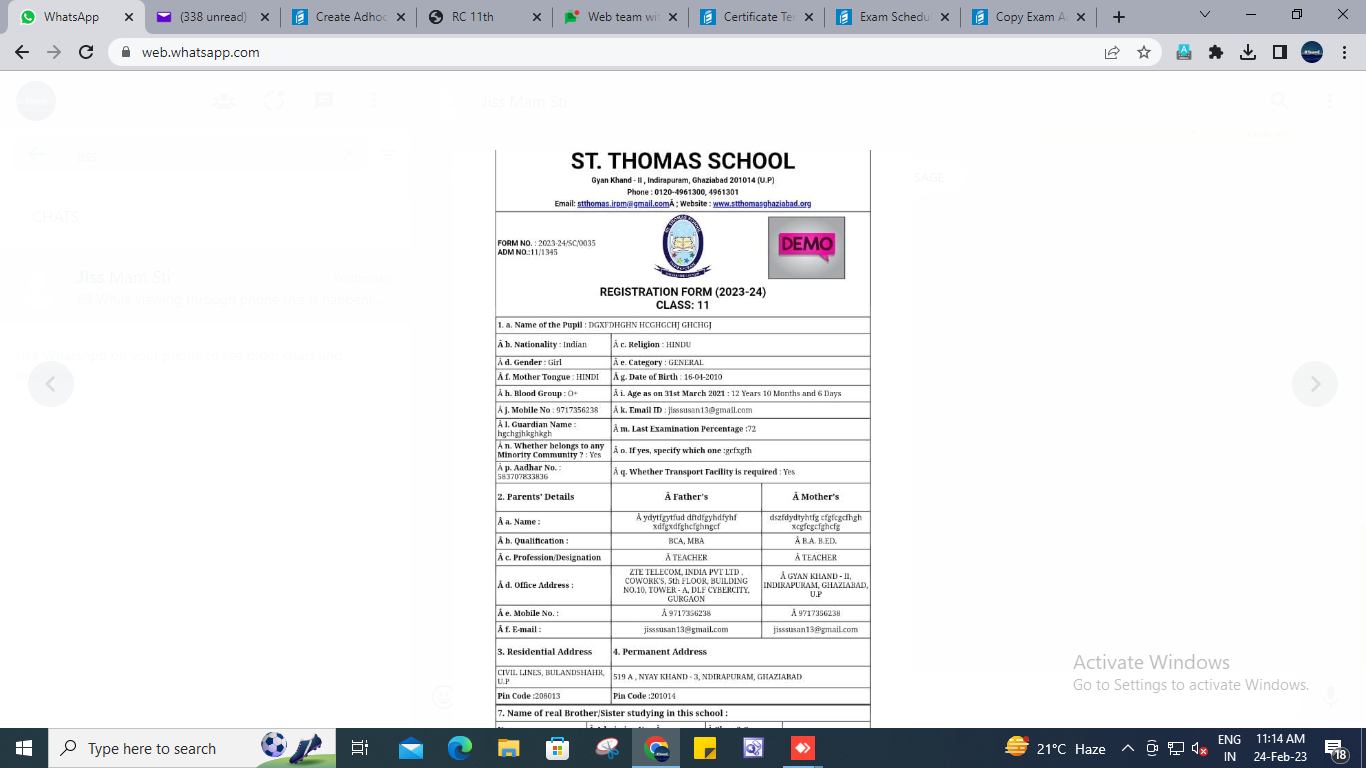 WhatsApp
(338 unread)
Create Adhoc
RC 11th
Web team wit
Certificate Te
Exam Schedu
Copy Exam A
web.whatsapp.com
Jiss Mam Sti
jiss
SAGE
CHATS
Jiss Mam Sti
ST. THOMAS SCHOOL
Gyan Khand - II , Indirapuram, Ghaziabad 201014 (U.P)
Phone : 0120-4961300, 4961301
Email: stthomas.irpm@gmail.comÂ ; Website : www.stthomasghaziabad.org
FORM NO. : 2023-24/SC/0035
ADM NO.:11/1345
DEMO
REGISTRATION FORM (2023-24)
CLASS: 11
1. a. Name of the Pupil : DGXFDHGHN HCGHGCHJ GHCHGJ
Â b. Nationality : Indian Â c. Religion : HINDU
Â d. Gender : Girl Â e. Category : GENERAL
Â f. Mother Tongue : HINDI Â g. Date of Birth : 16-04-2010
Â h. Blood Group : O+ Â i. Age as on 31st March 2021 : 12 Years 10 Months and 6 Days
Â j. Mobile No : 9717356238 Â k. Email ID : jisssusan13@gmail.com
Â l. Guardian Name :
hgchgjhkghkgh
Â m. Last Examination Percentage :72
Â n. Whether belongs to any
Minority Community ? : Yes
Â o. If yes, specify which one :gcfxgfh
Â p. Aadhar No. :
583707833836
Â q. Whether Transport Facility is required : Yes
2. Parents' Details Â Father's Â Mother's
Â a. Name :
Â ydytfgytfud dftdfgyhdfyhf
xdfgxdfghcfghngcf
dszfdydtyhtfg cfgfcgcfhgh
xcgfcgcfghcfg
Â b. Qualification : BCA, MBA Â B.A. B.ED.
Â c. Profession/Designation Â TEACHER Â TEACHER
Â d. Office Address :
ZTE TELECOM, INDIA PVT LTD ,
COWORK'S, 5th FLOOR, BUILDING
NO.10, TOWER - A, DLF CYBERCITY,
GURGAON
Â GYAN KHAND - II,
INDIRAPURAM, GHAZIABAD,
U.P
Â e. Mobile No. : Â 9717356238 Â 9717356238
Â f. E-mail : jisssusan13@gmail.com jisssusan13@gmail.com
3. Residential Address 4. Permanent Address
CIVIL LINES, BULANDSHAHR,
U.P
519 A , NYAY KHAND - 3, NDIRAPURAM, GHAZIABAD
Pin Code :208013 Pin Code :201014
7. Name of real Brother/Sister studying in this school :
Activate Windows
Go to Settings to activate Windows.
Type here to search
21°C Haze
ENG
IN
11:14 AM
24-Feb-23
18